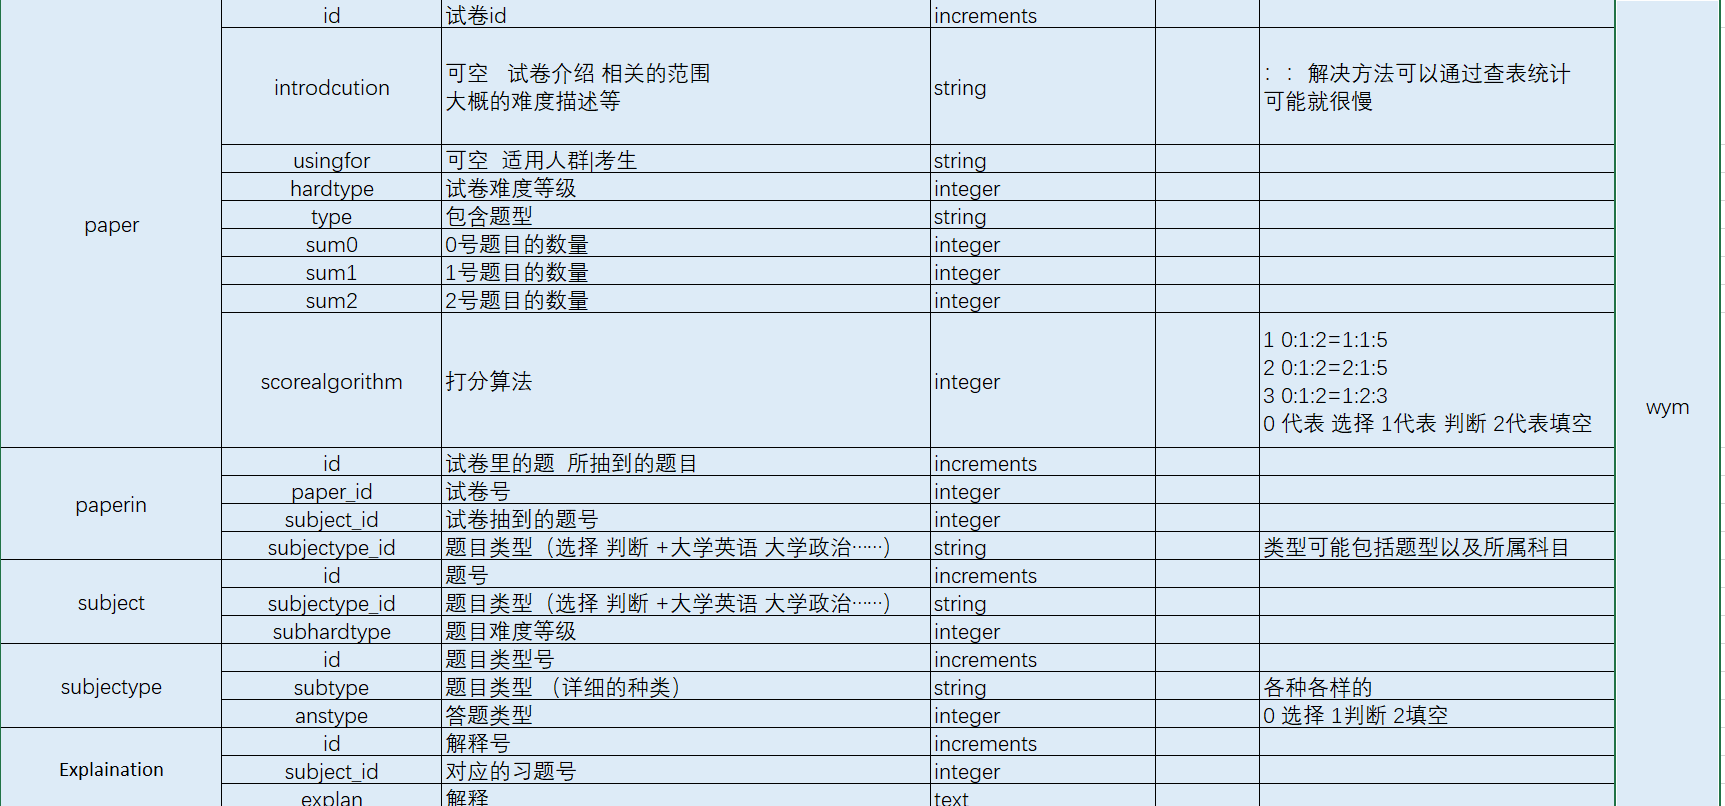 id 试卷id increments
introdcution 可空 试卷介绍 相关的范围 string ：：解决方法可以通过查表统计
大概的难度描述等 可能就很慢
usingfor 可空 适用人群|考生 string
hardtype 试卷难度等级 integer
paper type 包含题型 string
sum0 0号题目的数量 integer
sum1 1号题目的数量 integer
sum2 2号题目的数量 integer
scorealgorithm 打分算法 integer
1 0:1:2=1:1:5
2 0:1:2=2:1:5
3 0:1:2=1:2:3
0 代表 选择 1代表 判断 2代表填空
wym
paperin
id 试卷里的题 所抽到的题目 increments
paper_id 试卷号 integer
subject_id 试卷抽到的题号 integer
subjectype_id 题目类型（选择 判断 +大学英语 大学政治……） string 类型可能包括题型以及所属科目
subject
id 题号 increments
subjectype_id 题目类型（选择 判断 +大学英语 大学政治……） string
subhardtype 题目难度等级 integer
subjectype
id 题目类型号 increments
subtype 题目类型 （详细的种类） string 各种各样的
anstype 答题类型 integer 0 选择 1判断 2填空
Explaination
id 解释号 increments
subject_id 对应的习题号 integer
explan 解释 text